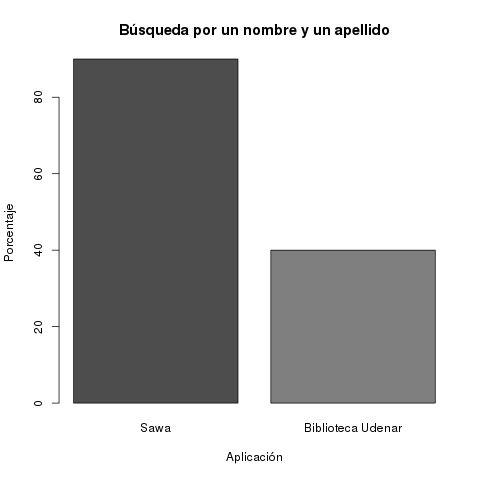 Búsqueda por un nombre y un apellido
Porcentaje
80
60
40
20
0
Sawa
Biblioteca Udenar
Aplicación